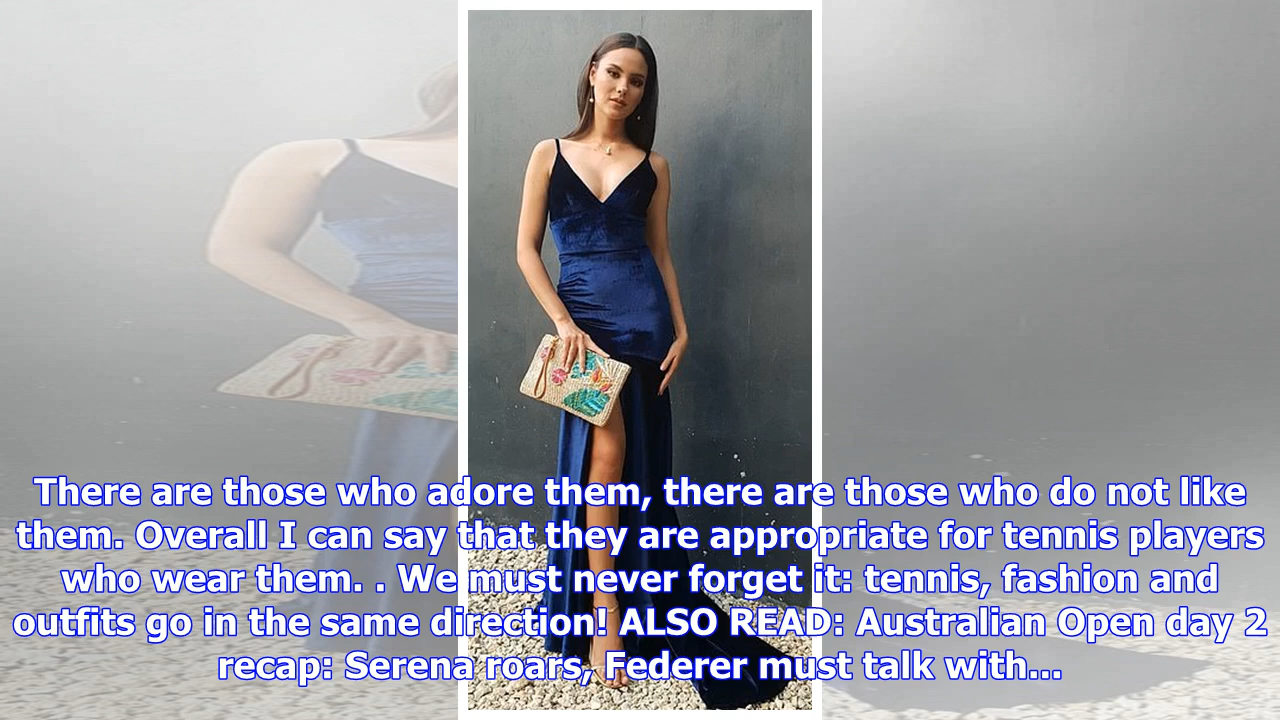 There are those who adore them, there are those who do not like
them. Overall I can say that they are appropriate for tennis players
who wear them. . We must never forget it: tennis, fashion and
outfits go in the same direction! ALSO READ: Australian Open day 2
recap: Serena roars, Federer must talk with...